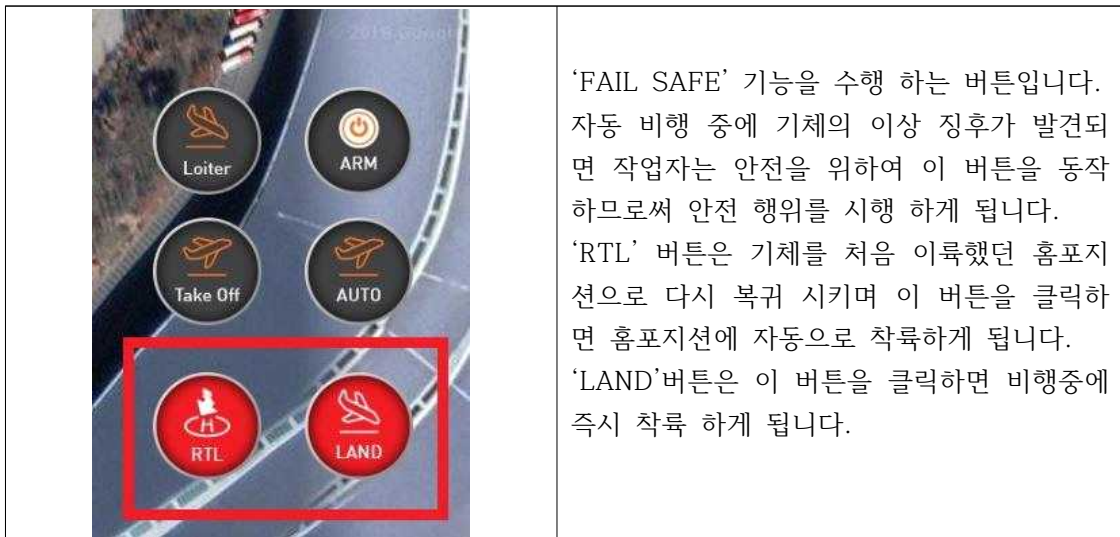 Loiter
ARM
Take Off
AUTO
RTL
LAND
‘FAIL SAFE’ 기능을 수행 하는 버튼입니다.
자동 비행 중에 기체의 이상 징후가 발견되
면 작업자는 안전을 위하여 이 버튼을 동작
하므로써 안전 행위를 시행 하게 됩니다.
‘RTL’ 버튼은 기체를 처음 이륙했던 홈포지
션으로 다시 복귀 시키며 이 버튼을 클릭하
면 홈포지션에 자동으로 착륙하게 됩니다.
‘LAND’버튼은 이 버튼을 클릭하면 비행중에
즉시 착륙 하게 됩니다.